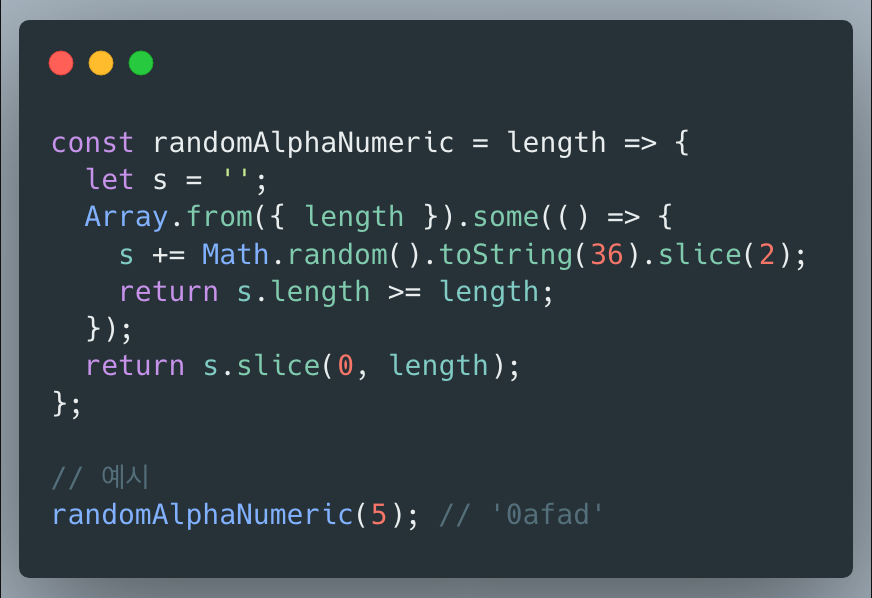 const randomAlphaNumeric = length => {
  let s = '';
  Array.from({ length }).some(() => {
    s += Math.random().toString(36).slice(2);
    return s.length >= length;
  });
  return s.slice(0, length);
};

// 예시
randomAlphaNumeric(5); // '0afad'